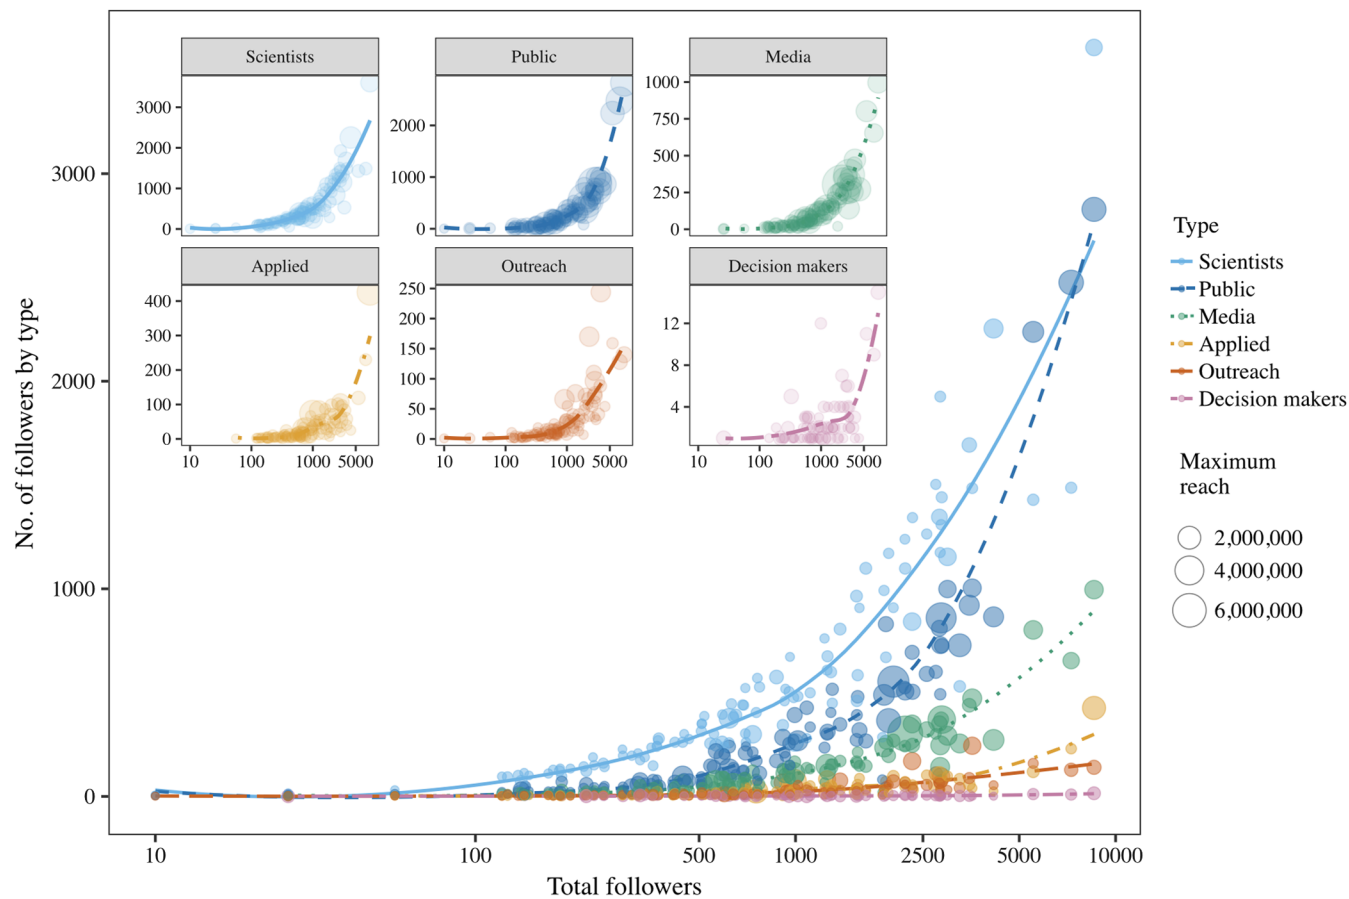 Scientists
Public
Media
3000
2000
1000
0
2000
1000
0
1000
750
500
250
0
Applied
Outreach
Decision makers
400
300
200
100
0
250
200
150
100
50
0
12
8
4
10 100 1000 5000
10 100 1000 5000
10 100 1000 5000
No. of followers by type
3000
2000
1000
0
10 100 500 1000 2500 5000 10000
Total followers
Type
Scientists
Public
Media
Applied
Outreach
Decision makers
Maximum
reach
2,000,000
4,000,000
6,000,000